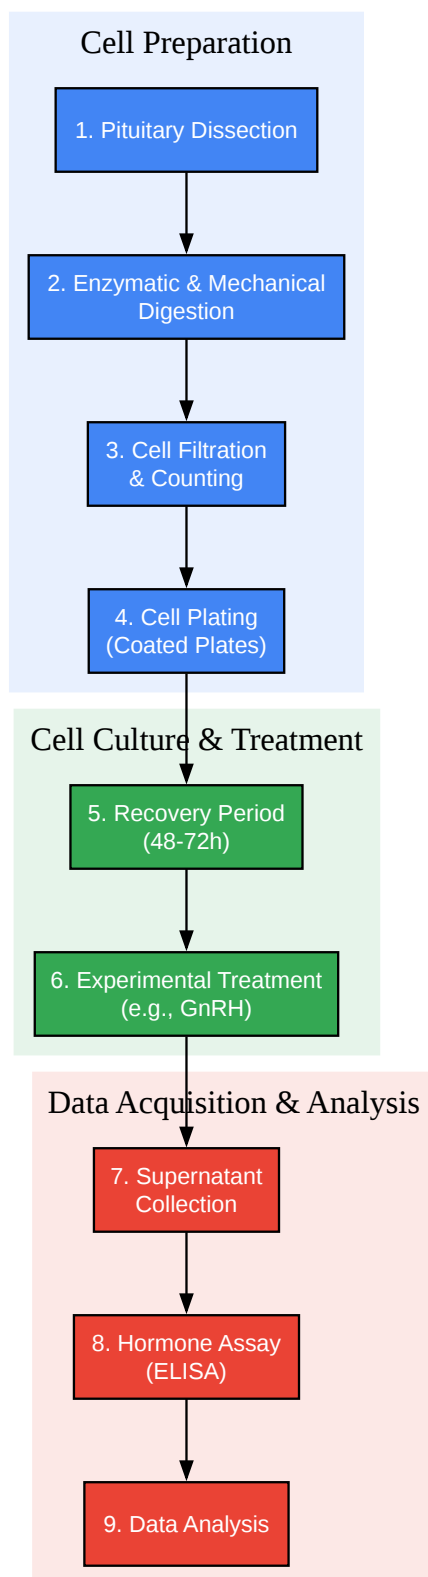 Cell Preparation
1. Pituitary Dissection
2. Enzymatic & Mechanical
Digestion
3. Cell Filtration
& Counting
4. Cell Plating
(Coated Plates)
Cell Culture & Treatment
5. Recovery Period
(48-72h)
6. Experimental Treatment
(e.g., GnRH)
Data Acquisition & Analysis
7. Supernatant
Collection
8. Hormone Assay
(ELISA)
9. Data Analysis